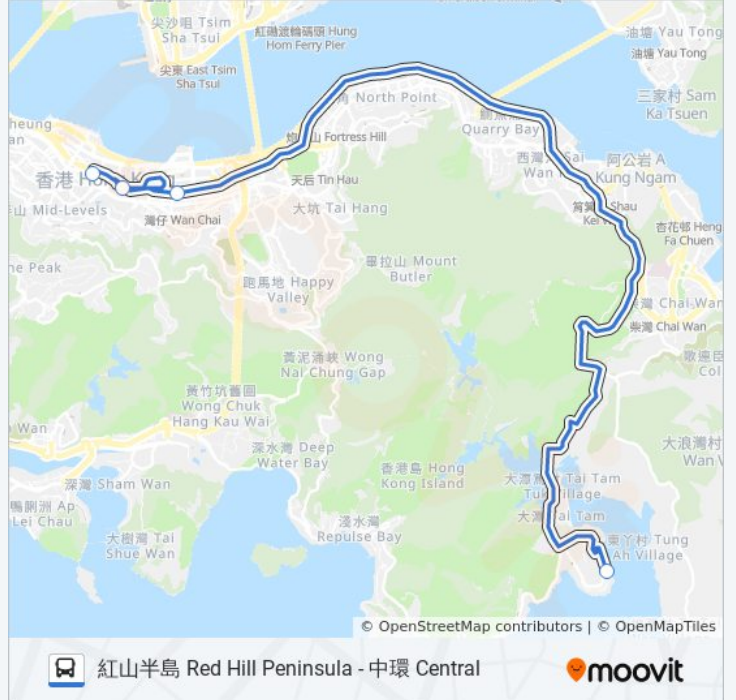 尖沙咀 Tsim
Sha Tsui
紅磡渡輪碼頭 Hung
Hom Ferry Pier
油塘 Yau Tong
油塘 Yau Tong
尖東 East Tsim
Sha Tsui
三家村 Sam
Ka Tsuen
North Point
Quarry Bay
Fortress Hill
西灣
Wan
阿公岩 A
Kung Ngam
香港
天后 Tin Hau
Mid-Levels
灣仔 Wan Chai
大坑 Tai Hang
Shau
杏花邨 Heng
Fa Chuen
畢拉山 Mount
Butler
跑馬地 Happy
Valley
Chai Wan
柴灣 Chai Wan
黃泥涌峽 Wong
Nai Chung Gap
黃竹坑舊圍
Wong Chuk
Hang Kau Wai
Wan
深水灣 Deep
Water Bay
大浪灣村
深灣 Sham Wan
香港島 Hong
Kong Island
Tai Tam
Village
鴨脷洲 Ap
Lei Chau
大樹灣 Tai
Shue Wan
淺水灣
Repulse Bay
Tai Tam
東丫村 Tung
Ah Village
© OpenStreetMap contributors | © OpenMapTiles
紅山半島 Red Hill Peninsula - 中環 Central
moovit